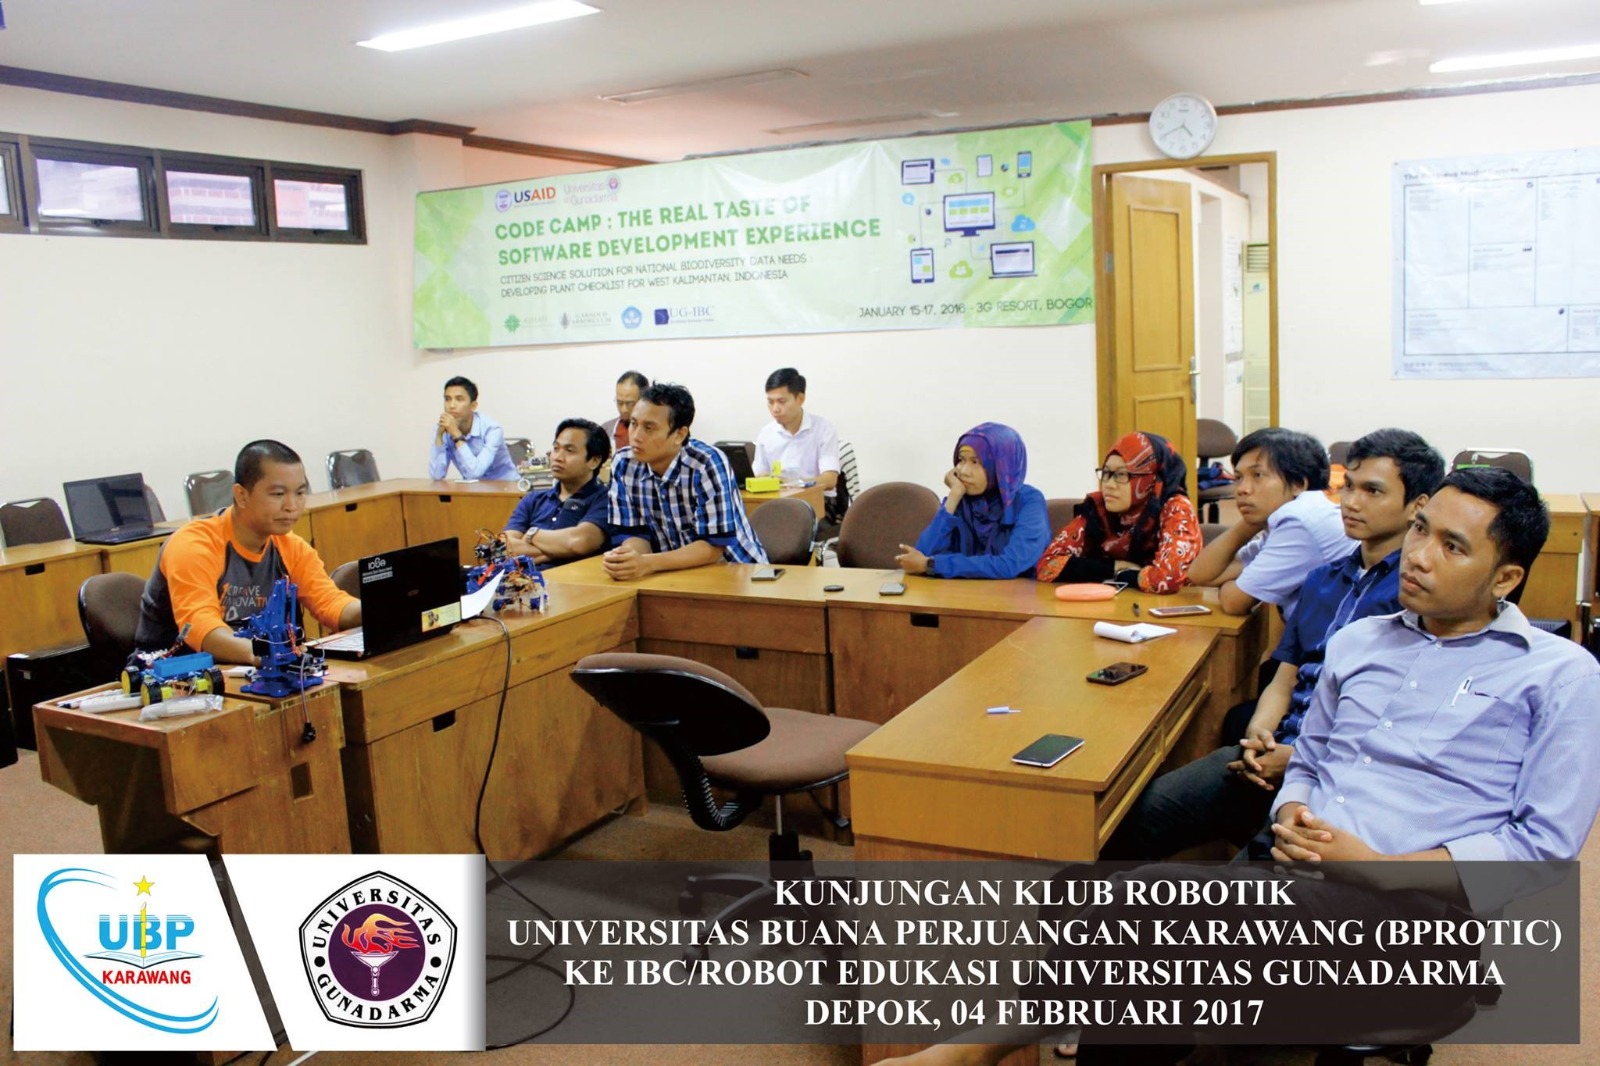 USAID
Universitas
Gunadarma
CODE CAMP : THE REAL TASTE OF
SOFTWARE DEVELOPMENT EXPERIENCE
CITIZEN SCIENCE SOLUTION FOR NATIONAL BIODIVERSITY DATA NEEDS :
DEVELOPING PLANT CHECKLIST FOR WEST KALIMANTAN, INDONESIA
UG-IBC
JANUARY 15-17, 2016 - 3G RESORT, BOGOR
UBP
KARAWANG
UNIVERSITAS
GUNADARMA
KUNJUNGAN KLUB ROBOTIK
UNIVERSITAS BUANA PERJUANGAN KARAWANG (BPROTIC)
KE IBC/ROBOT EDUKASI UNIVERSITAS GUNADARMA
DEPOK, 04 FEBRUARI 2017